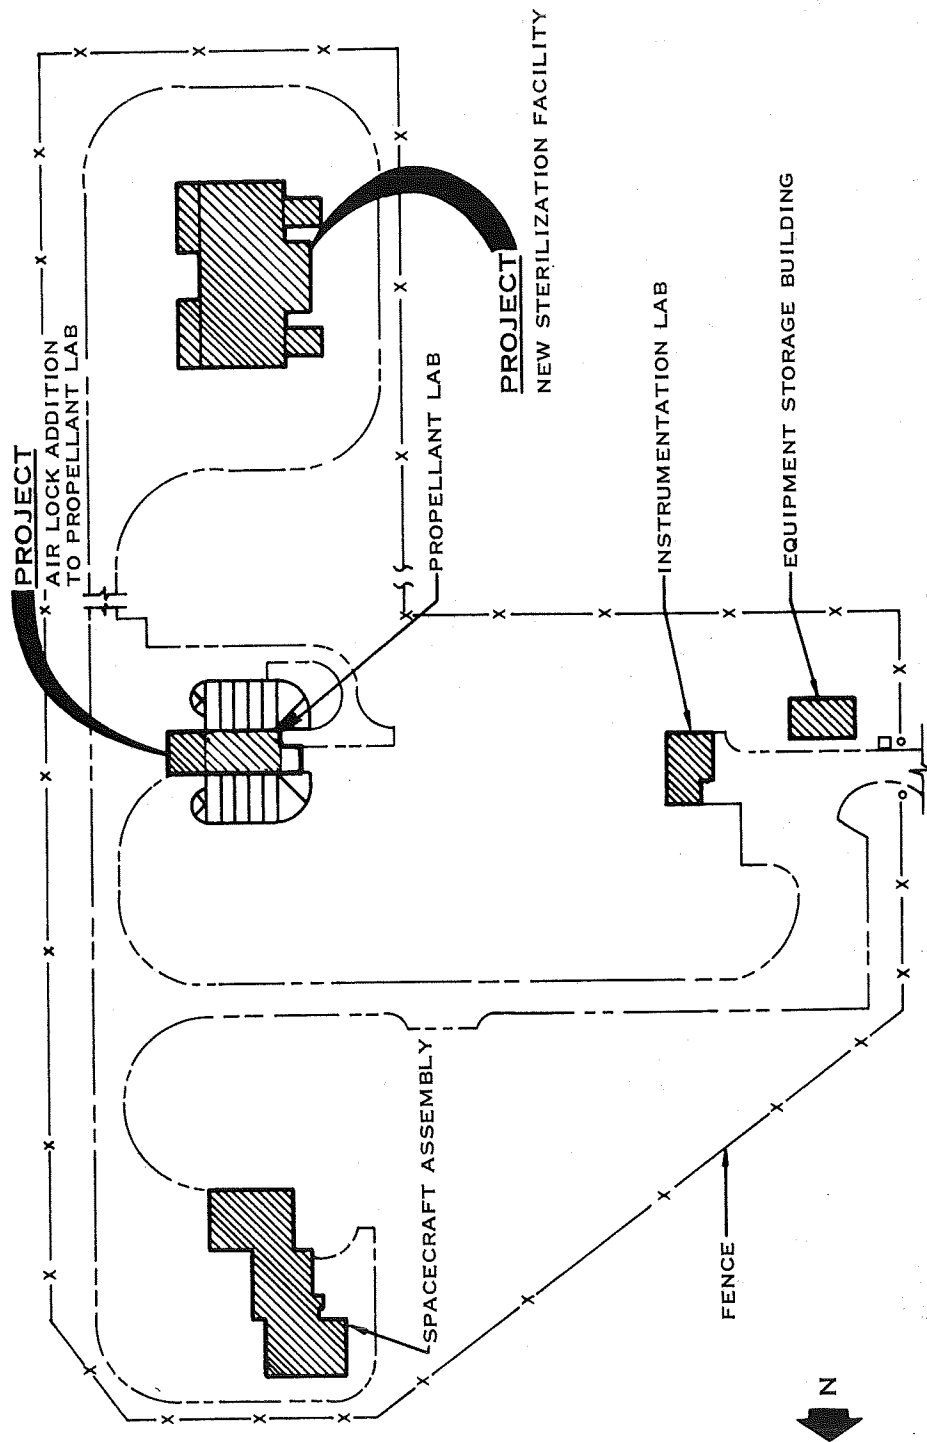 PROJECT
AIR LOCK ADDITION
TO PROPELLANT LAB
PROPELLANT LAB
PROJECT
NEW STERILIZATION FACILITY
INSTRUMENTATION LAB
EQUIPMENT STORAGE BUILDING
SPACECRAFT ASSEMBLY
FENCE
N